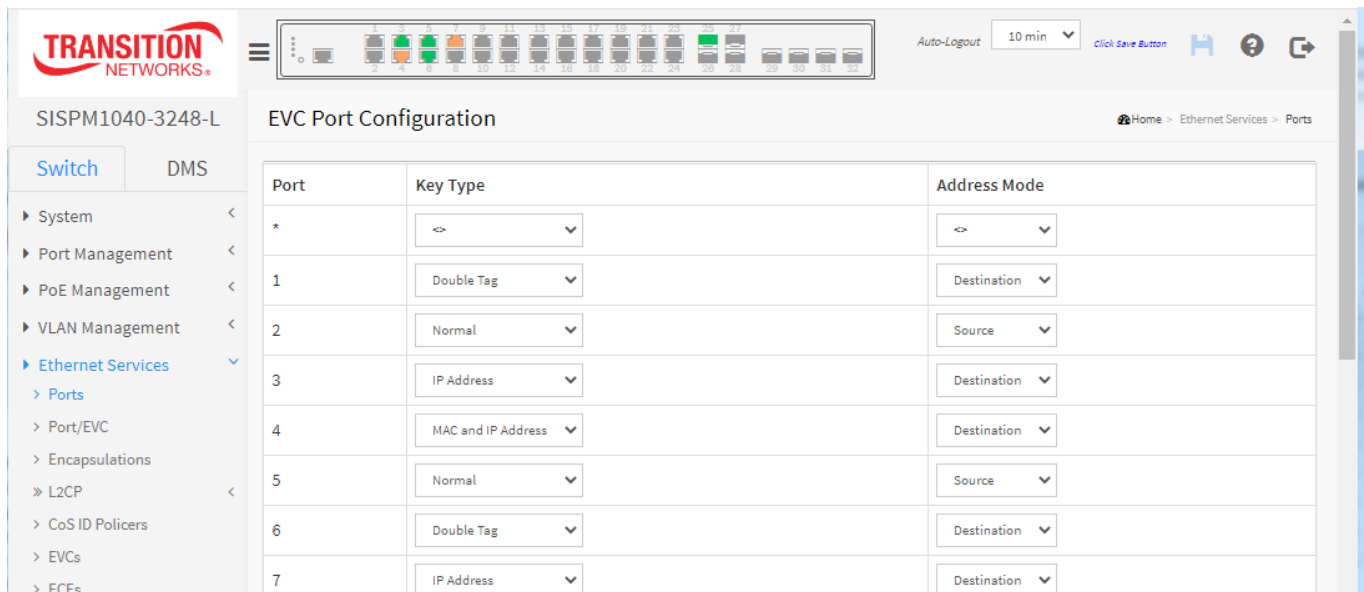 TRANSITION
NETWORKS®
1 3 5 7 9 11 13 15 17 19 21 23 25 27
2 4 6 8 10 12 14 16 18 20 22 24 26 28 29 30 31 32
Auto-Logout 10 min Click Save Button
SISPM1040-3248-L
EVC Port Configuration
Home > Ethernet Services > Ports
Switch DMS
System
Port Management
PoE Management
VLAN Management
Ethernet Services
> Ports
> Port/EVC
> Encapsulations
» L2CP
> CoS ID Policers
> EVCs
> ECEs
Port Key Type Address Mode
* <> <>
1 Double Tag Destination
2 Normal Source
3 IP Address Destination
4 MAC and IP Address Destination
5 Normal Source
6 Double Tag Destination
7 IP Address Destination